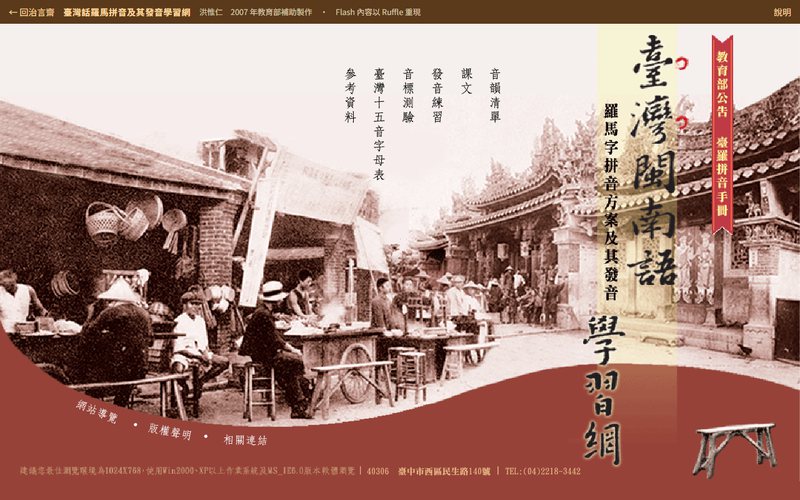 ← 回治言齋 臺灣話羅馬拼音及其發音學習網 洪惟仁 2007 年教育部補助製作 · Flash 內容以 Ruffle 重現 說明
教育部公告 臺羅拼音手冊
臺灣閩南語
羅馬字拼音方案及其發音
學習網
音韻清單
課文
發音練習
音標測驗
臺灣十五音字母表
參考資料
網站導覽 • 版權聲明 • 相關連結
建議您最佳瀏覽環境為1024X768,使用Win2000、XP以上作業系統及MS_IE6.0版本軟體瀏覽 | 40306 臺中市西區民生路140號 | TEL:(04)2218-3442